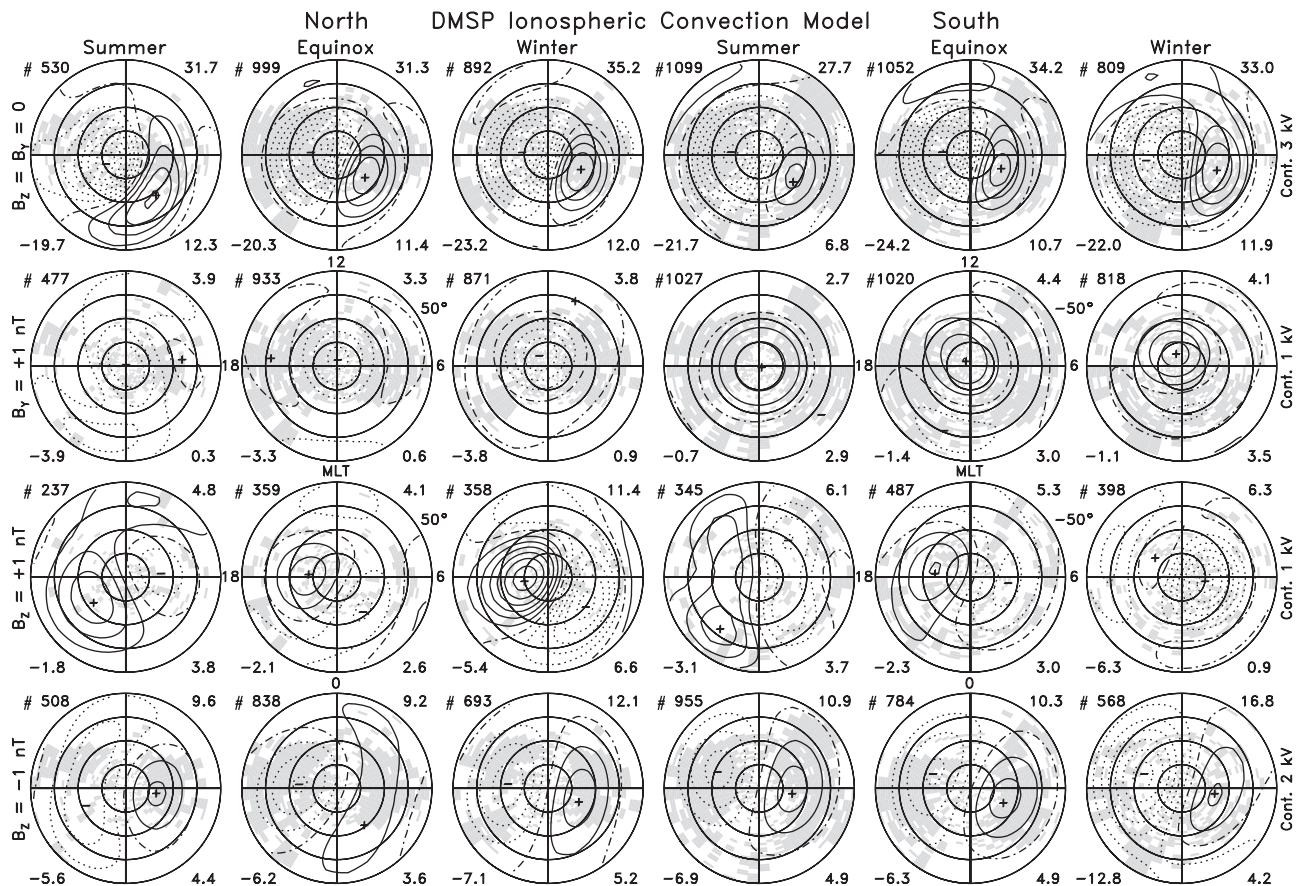 North DMSP Ionospheric Convection Model South
Summer Equinox Winter Summer Equinox Winter
# 530 31.7 # 999 31.3 # 892 35.2 #1099 27.7 #1052 34.2 # 809 33.0
B_Z = B_Y = 0
Cont. 3 kV
−19.7 12.3 −20.3 11.4 −23.2 12.0 −21.7 6.8 −24.2 10.7 −22.0 11.9
12 12
# 477 3.9 # 933 3.3 # 871 3.8 #1027 2.7 #1020 4.4 # 818 4.1
50° −50°
B_Y = +1 nT
18 6 18 6
Cont. 1 kV
−3.9 0.3 −3.3 0.6 −3.8 0.9 −0.7 2.9 −1.4 3.0 −1.1 3.5
MLT MLT
# 237 4.8 # 359 4.1 # 358 11.4 # 345 6.1 # 487 5.3 # 398 6.3
50° −50°
B_Z = +1 nT
18 6 18 6
Cont. 1 kV
−1.8 3.8 −2.1 2.6 −5.4 6.6 −3.1 3.7 −2.3 3.0 −6.3 0.9
0 0
# 508 9.6 # 838 9.2 # 693 12.1 # 955 10.9 # 784 10.3 # 568 16.8
B_Z = −1 nT
Cont. 2 kV
−5.6 4.4 −6.2 3.6 −7.1 5.2 −6.9 4.9 −6.3 4.9 −12.8 4.2